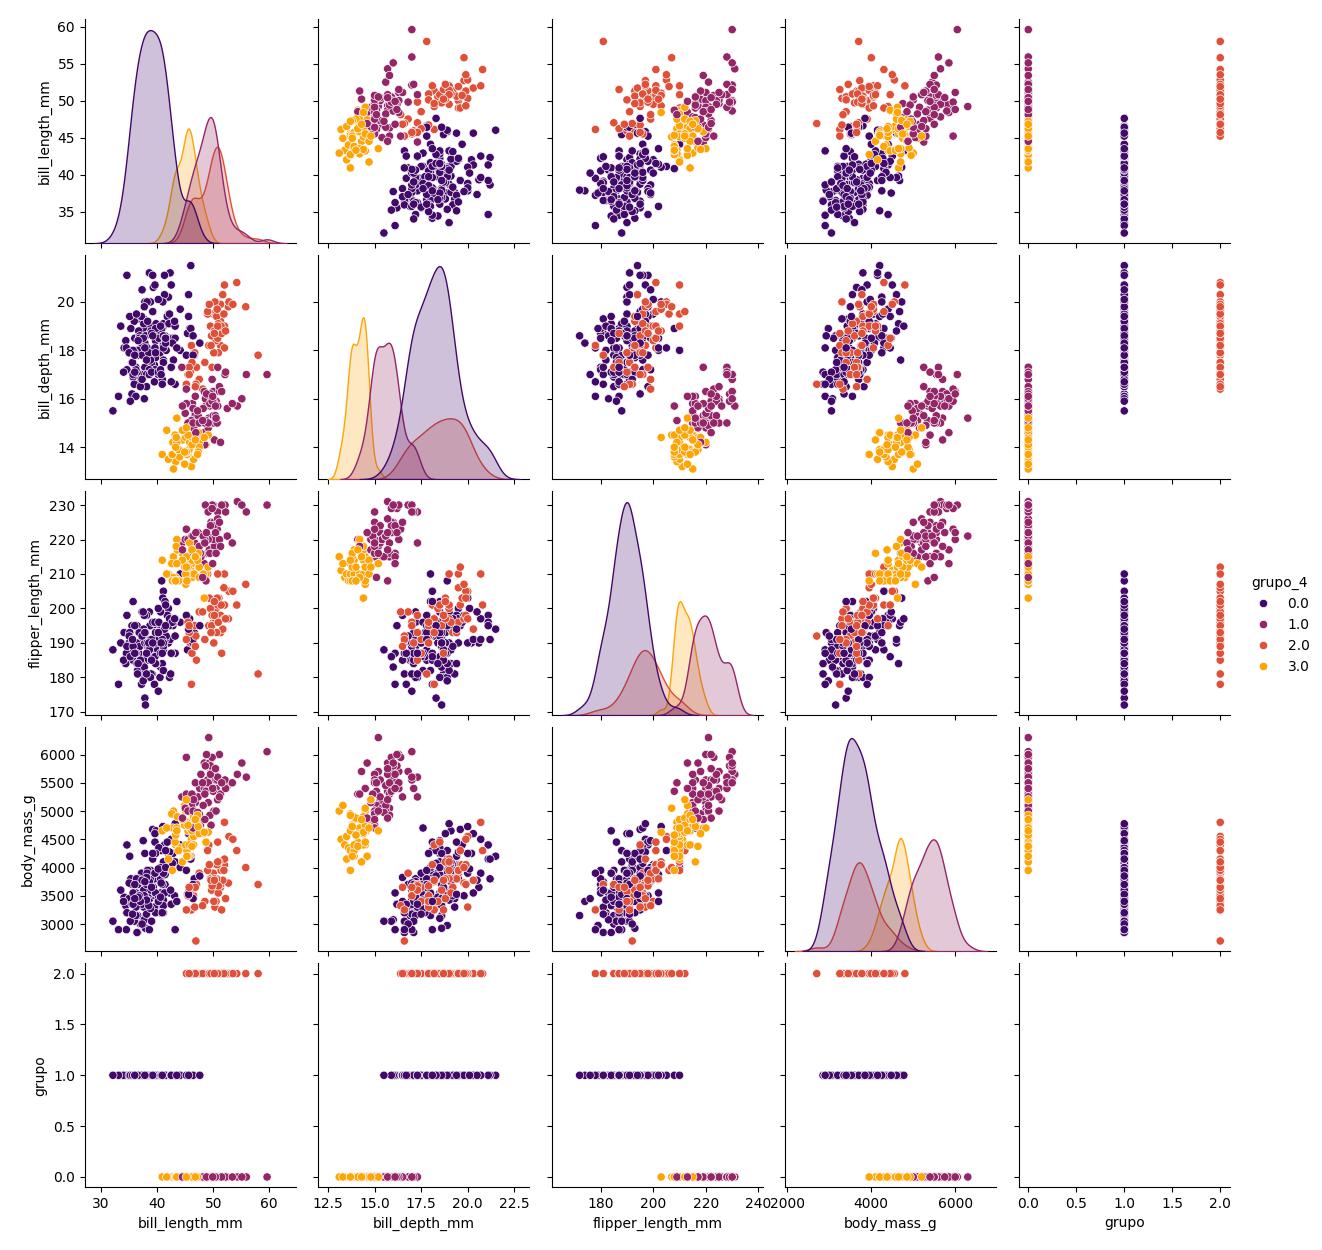 60
55
50
45
40
35
bill_length_mm
20
18
16
14
bill_depth_mm
230
220
210
200
190
180
170
flipper_length_mm
grupo_4
0.0
1.0
2.0
3.0
6000
5500
5000
4500
4000
3500
3000
body_mass_g
2.0
1.5
1.0
0.5
0.0
grupo
30 40 50 60
bill_length_mm
12.5 15.0 17.5 20.0 22.5
bill_depth_mm
180 200 220 240
flipper_length_mm
2000 4000 6000
body_mass_g
0.0 0.5 1.0 1.5 2.0
grupo